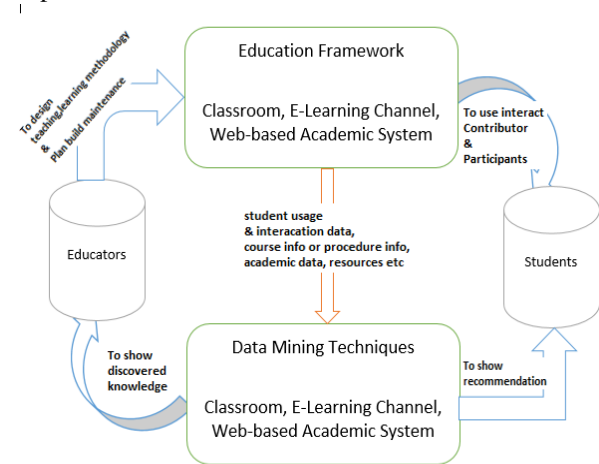 Education Framework
Classroom, E-Learning Channel,
Web-based Academic System
To design
teaching,learning methodology
&
Plan build maintenance
To use interact
Contributor
&
Participants
student usage
& interacation data,
course info or procedure info,
academic data, resources etc
Educators
Students
Data Mining Techniques
Classroom, E-Learning Channel,
Web-based Academic System
To show
discovered
knowledge
To show
recommendation